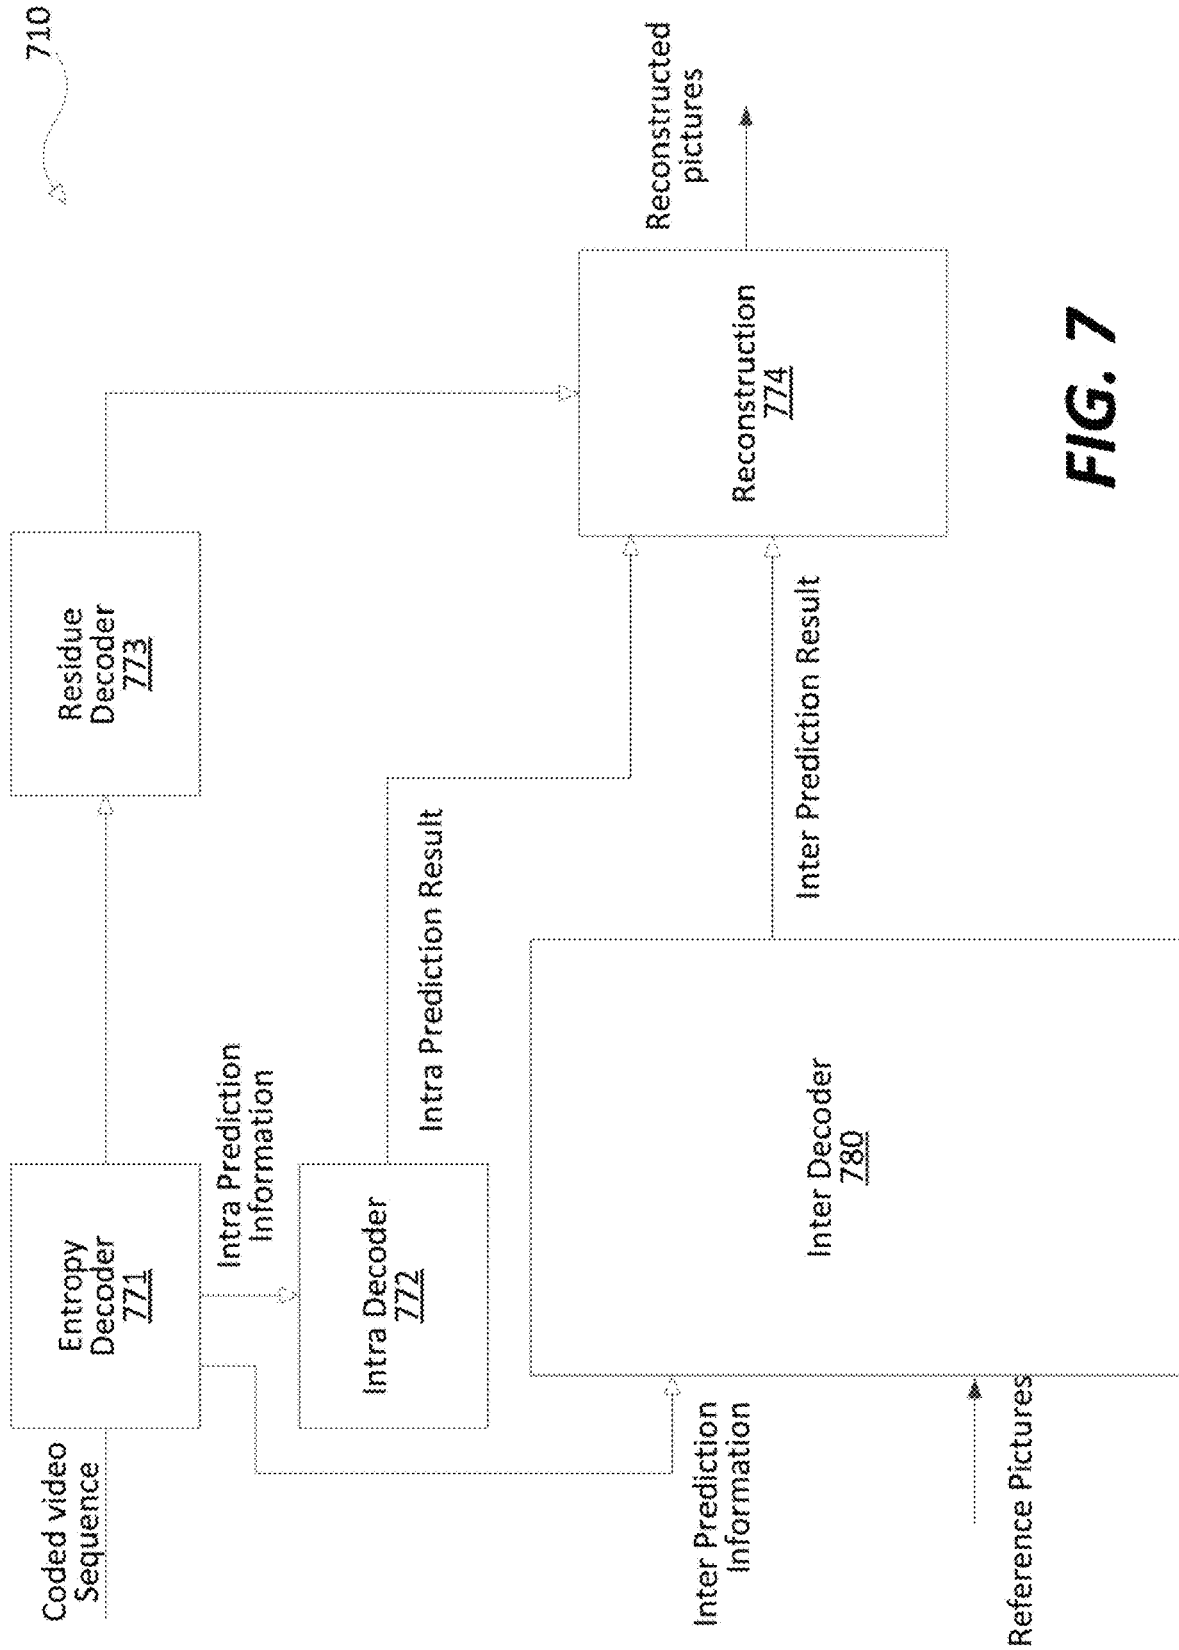 710
Coded video
Sequence
Entropy
Decoder
771
Residue
Decoder
773
Intra Prediction
Information
Intra Decoder
772
Intra Prediction Result
Inter Prediction
Information
Reference Pictures
Inter Decoder
780
Inter Prediction Result
Reconstruction
774
Reconstructed
pictures
FIG. 7